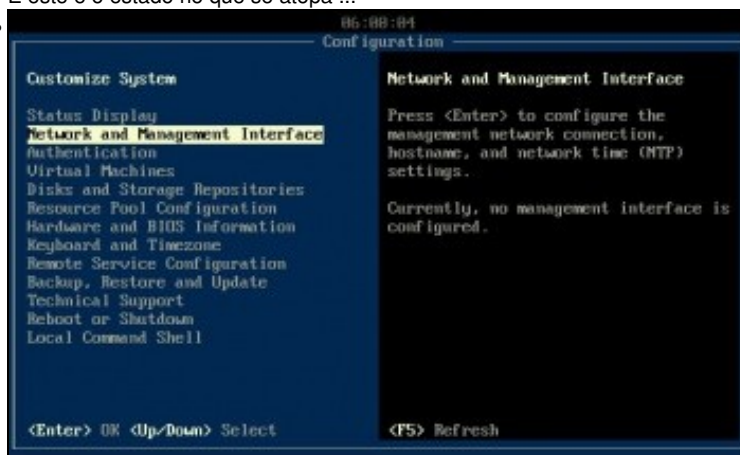 E este é o estado no que se atopa ...
06:00:04
Configuration
Customize System
Status Display
Network and Management Interface
Authentication
Virtual Machines
Disks and Storage Repositories
Resource Pool Configuration
Hardware and BIOS Information
Keyboard and Timezone
Remote Service Configuration
Backup, Restore and Update
Technical Support
Reboot or Shutdown
Local Command Shell
<Enter> OK <Up/Down> Select
Network and Management Interface
Press <Enter> to configure the
management network connection,
hostname, and network time (NTP)
settings.
Currently, no management interface is
configured.
<F5> Refresh